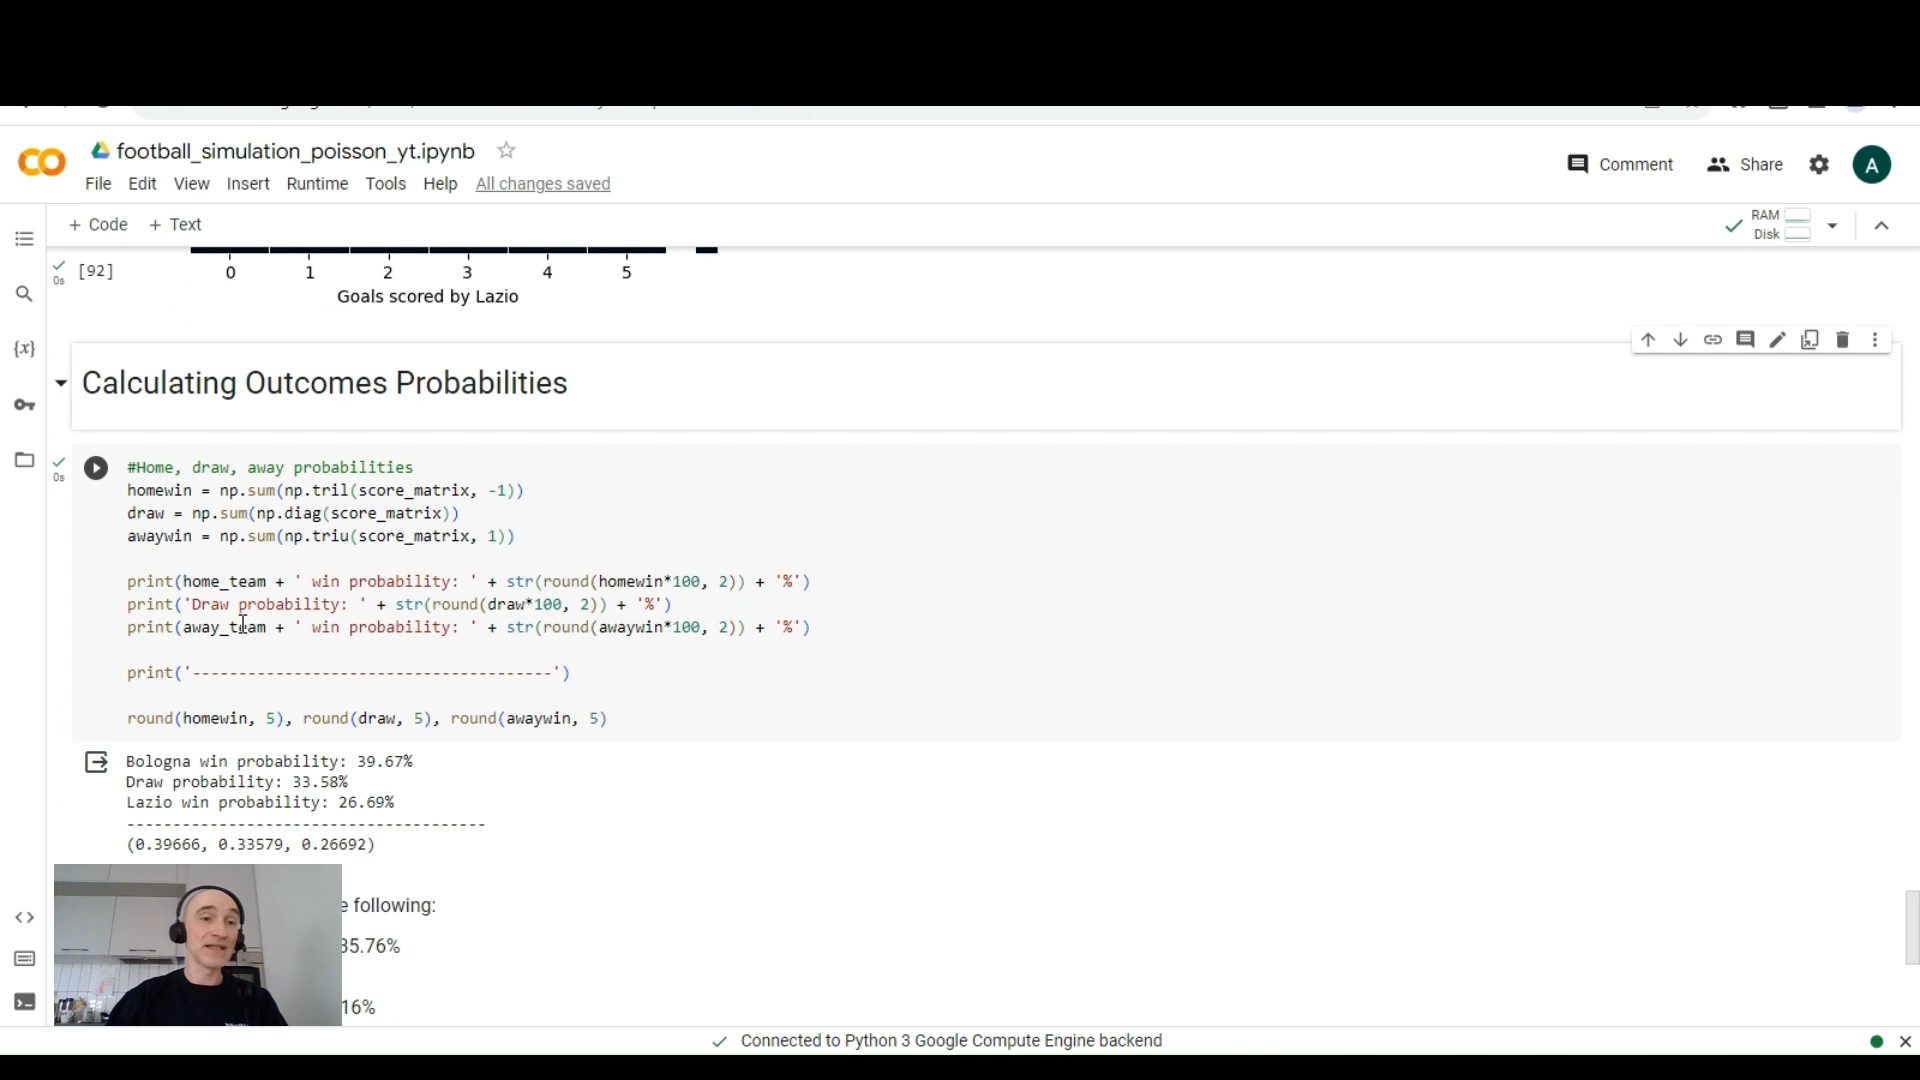 football_simulation_poisson_yt.ipynb
File Edit View Insert Runtime Tools Help All changes saved
Comment Share A
+ Code + Text
RAM
Disk
0s [92]
0 1 2 3 4 5
Goals scored by Lazio
Calculating Outcomes Probabilities
0s
#Home, draw, away probabilities
homewin = np.sum(np.tril(score_matrix, -1))
draw = np.sum(np.diag(score_matrix))
awaywin = np.sum(np.triu(score_matrix, 1))
print(home_team + ' win probability: ' + str(round(homewin*100, 2)) + '%')
print('Draw probability: ' + str(round(draw*100, 2)) + '%')
print(away_team + ' win probability: ' + str(round(awaywin*100, 2)) + '%')
print('---------------------------------------')
round(homewin, 5), round(draw, 5), round(awaywin, 5)
Bologna win probability: 39.67%
Draw probability: 33.58%
Lazio win probability: 26.69%
---------------------------------------
(0.39666, 0.33579, 0.26692)
e following:
35.76%
16%
Connected to Python 3 Google Compute Engine backend